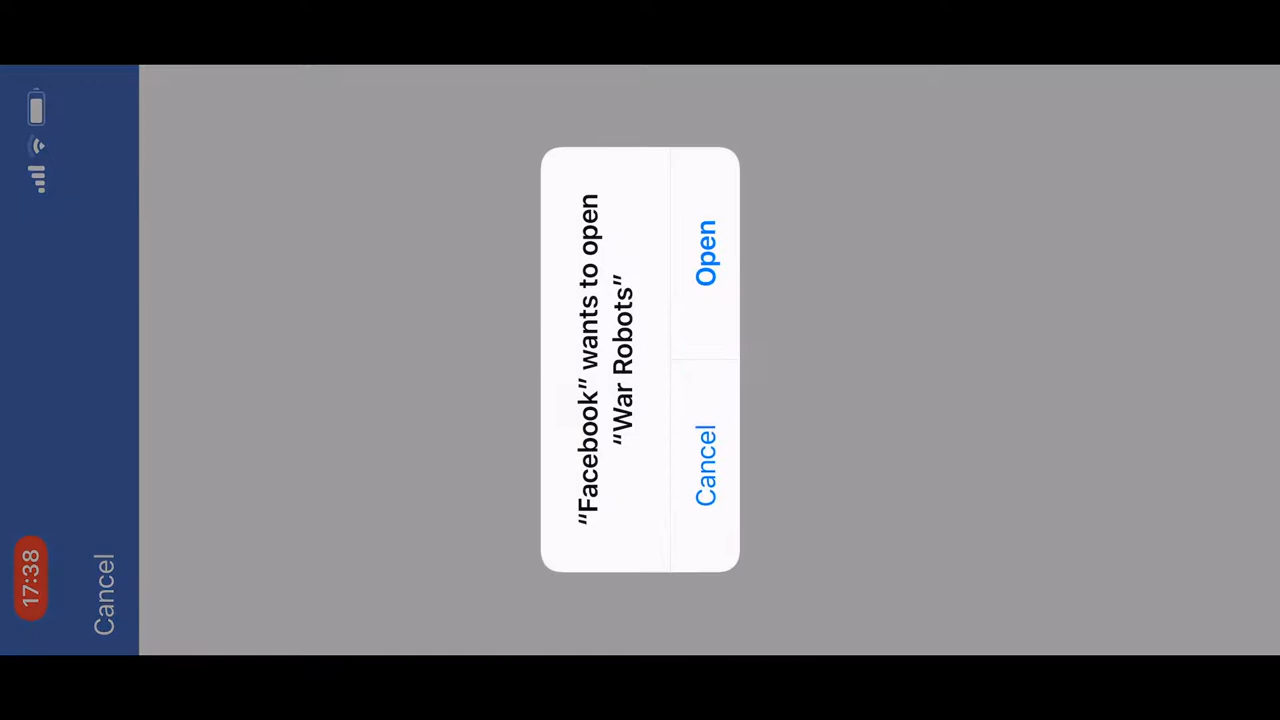 17:38
Cancel
“Facebook” wants to open
“War Robots”
Cancel
Open